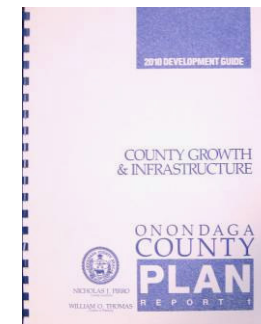 2010 DEVELOPMENT GUIDE
COUNTY GROWTH
& INFRASTRUCTURE
ONONDAGA
COUNTY
PLAN
REPORT 1
NICHOLAS J. PIRRO
WILLIAM O. THOMAS